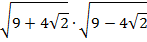 √(9 + 4√2) · √(9 − 4√2)